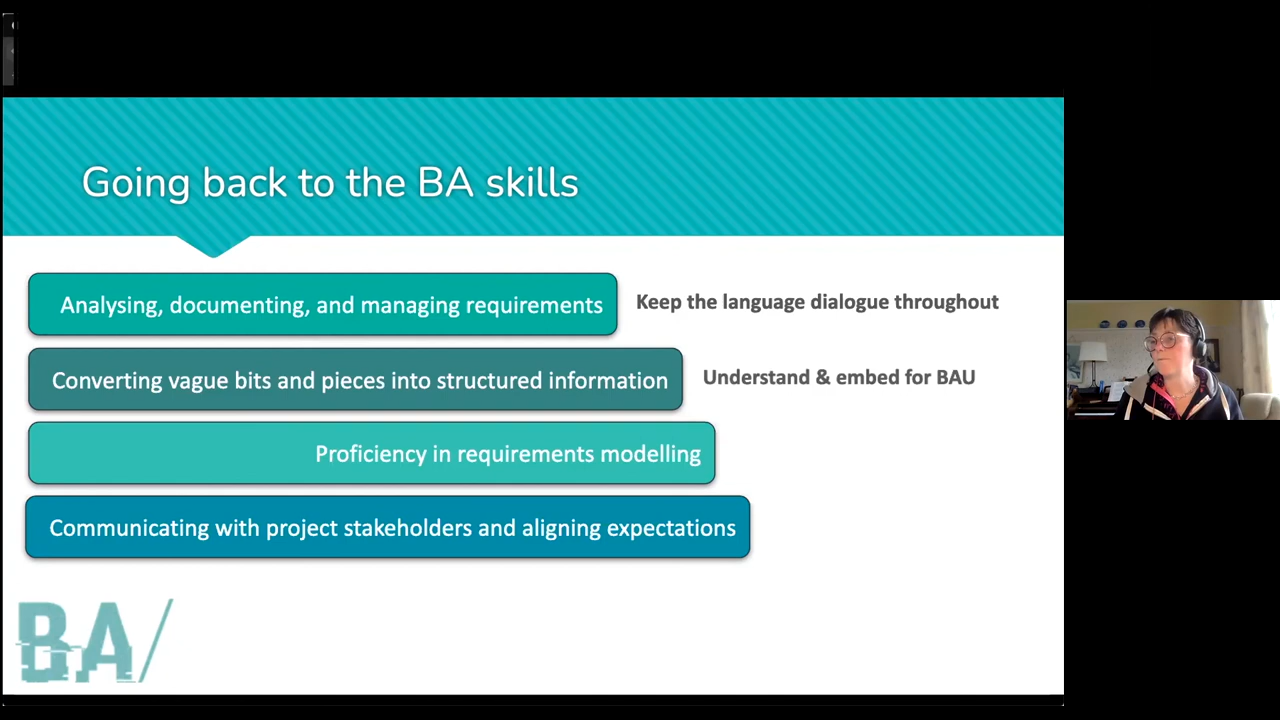 Going back to the BA skills
Analysing, documenting, and managing requirements
Keep the language dialogue throughout
Converting vague bits and pieces into structured information
Understand & embed for BAU
Proficiency in requirements modelling
Communicating with project stakeholders and aligning expectations
BA/